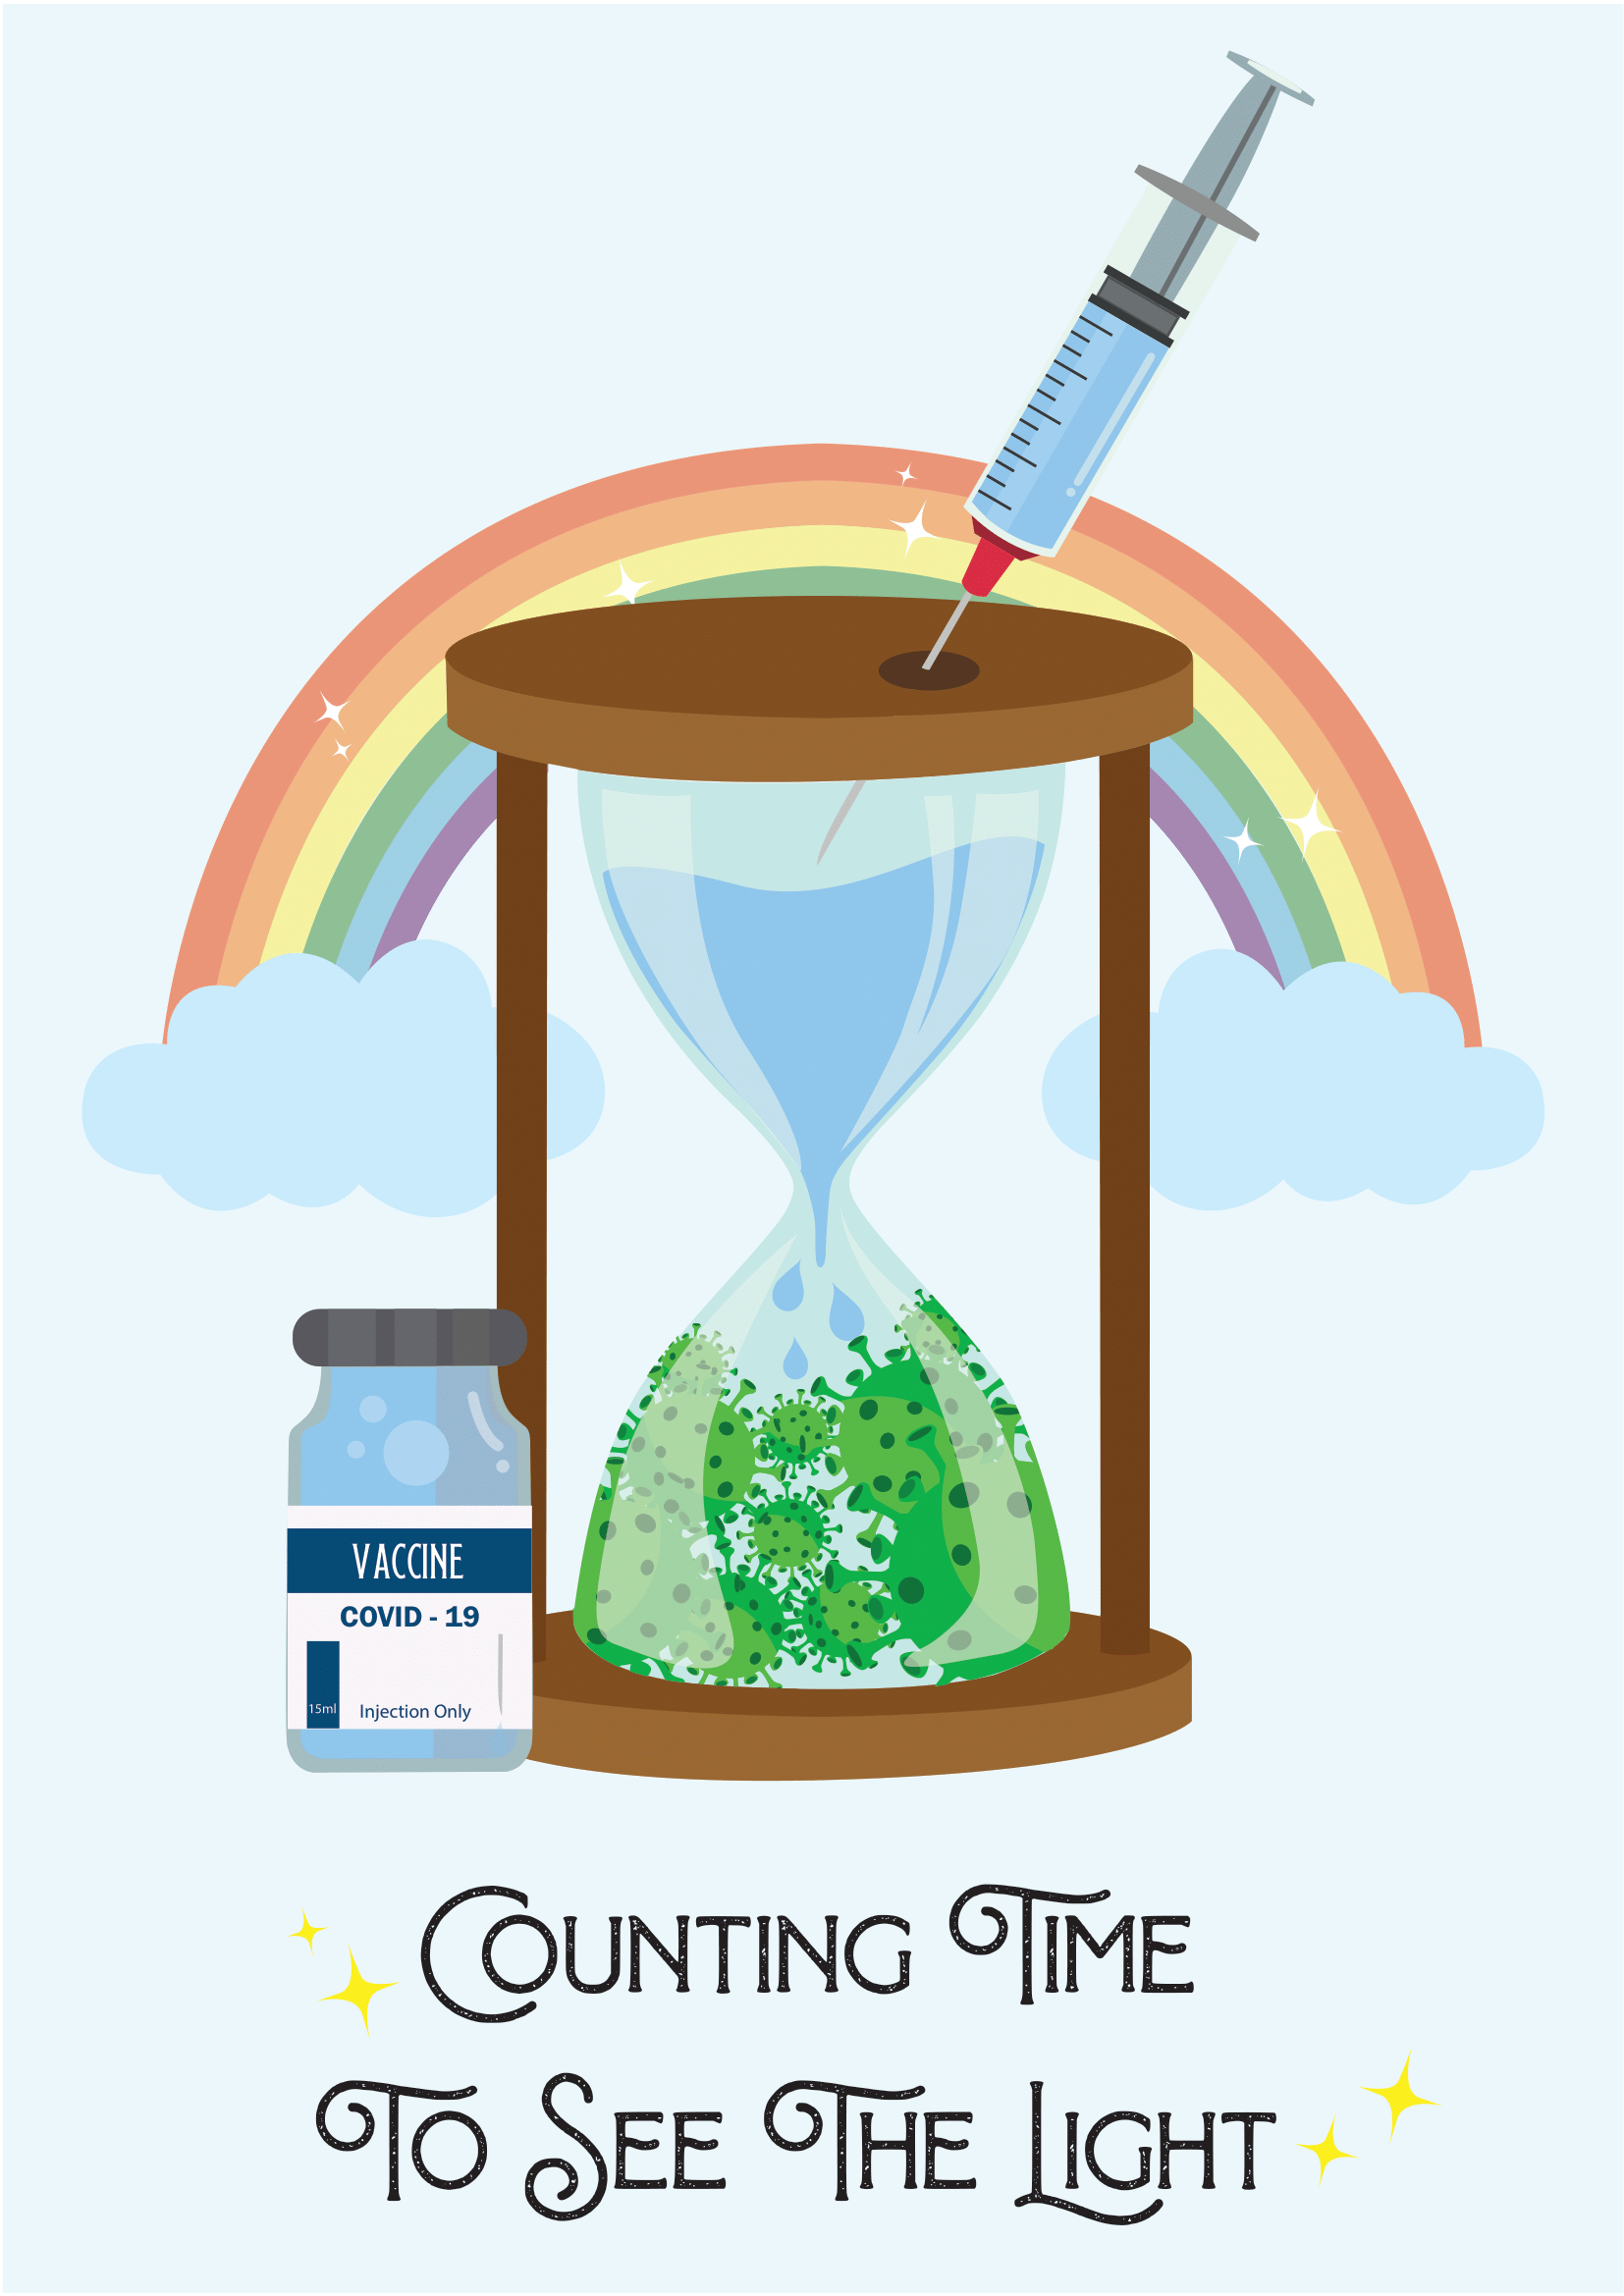 VACCINE
COVID - 19
15ml
Injection Only
Counting Time
To See The Light